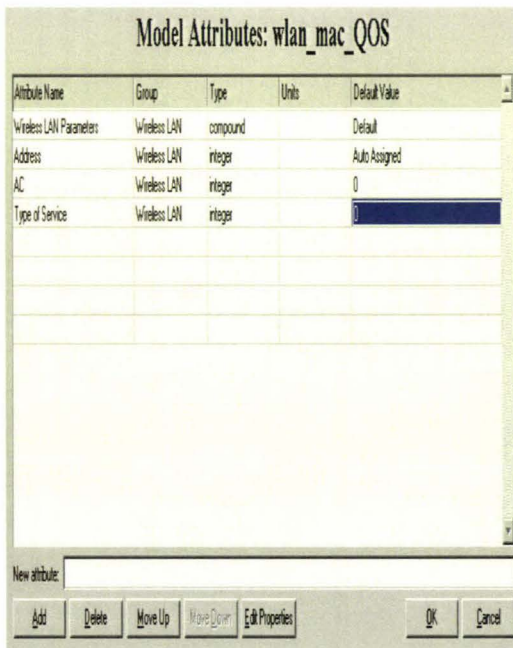 Model Attributes: wlan_mac_QOS
Attribute Name Group Type Units Default Value
Wireless LAN Parameters Wireless LAN compound Default
Address Wireless LAN integer Auto Assigned
AC Wireless LAN integer 0
Type of Service Wireless LAN integer 0
New attribute:
Add Delete Move Up Move Down Edit Properties OK Cancel